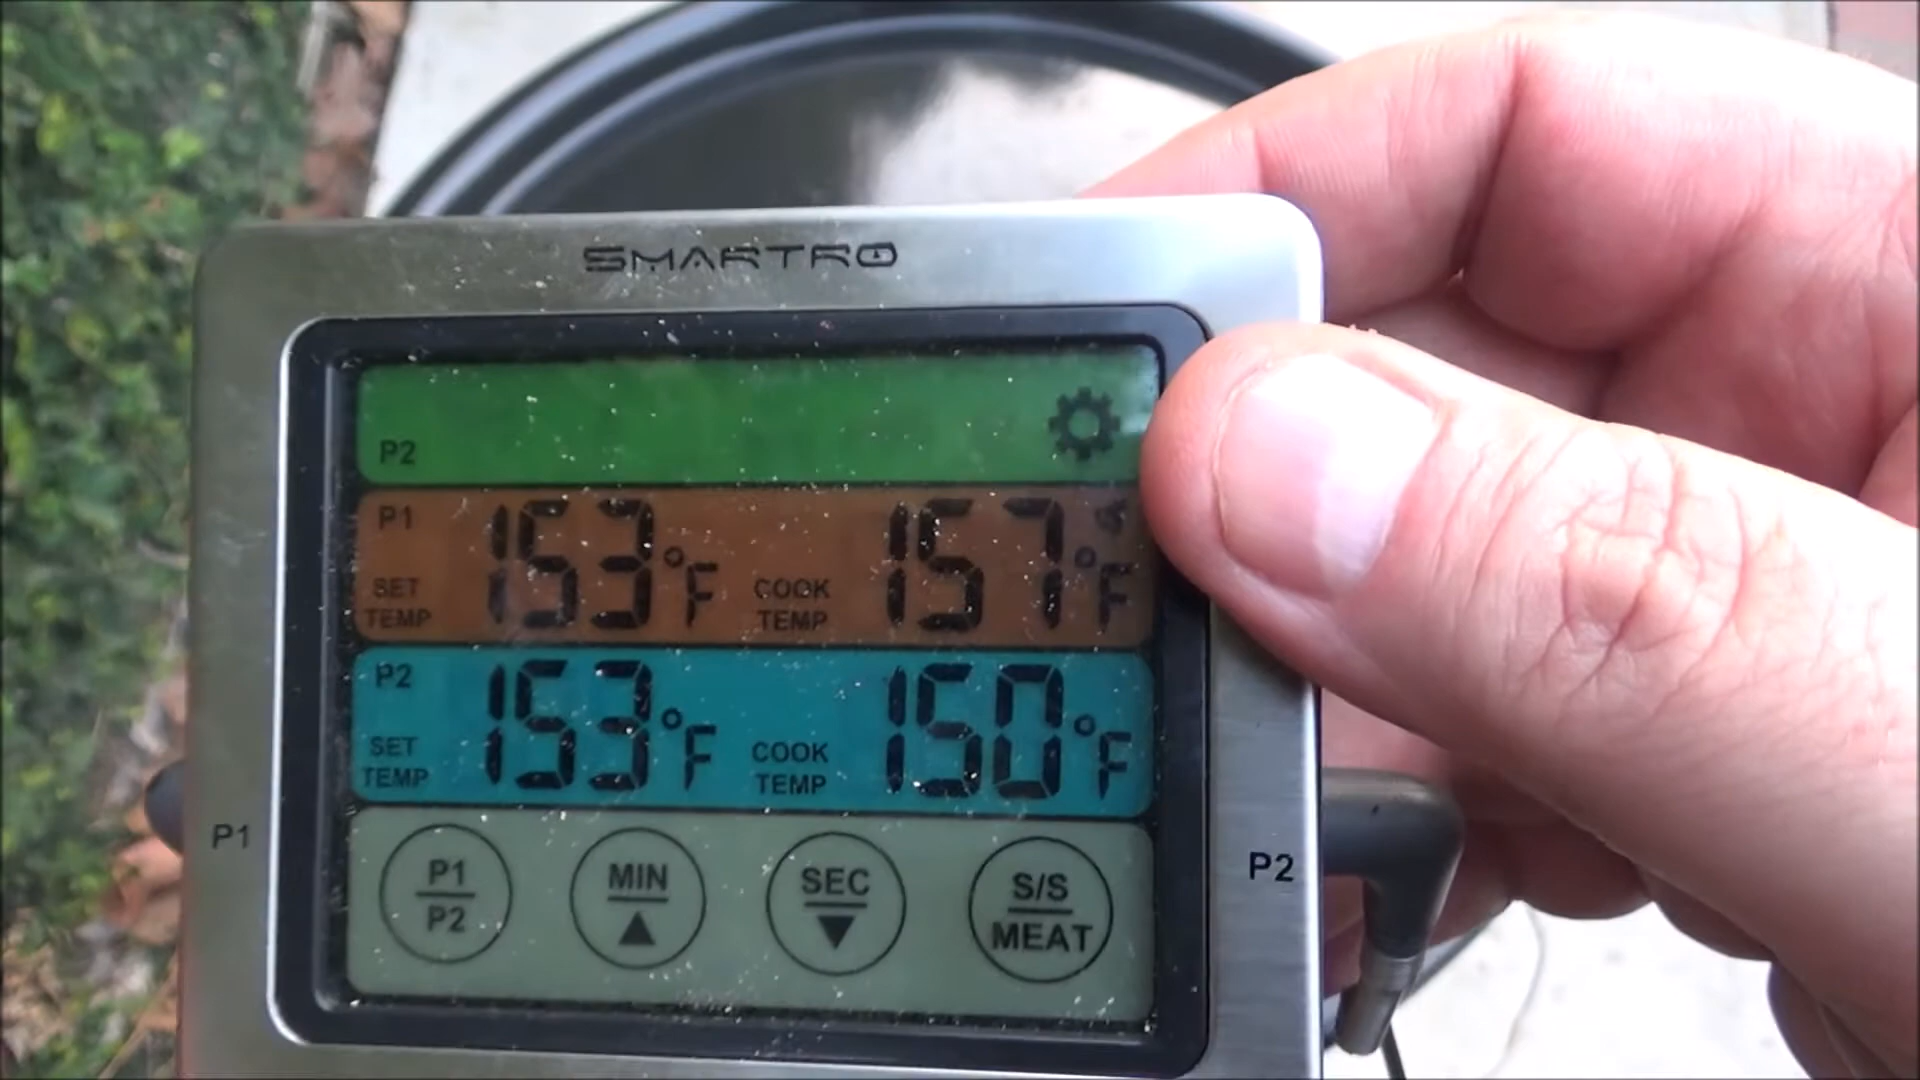 SMARTRO
P2
P1
SET TEMP 153°F COOK TEMP 157°F
P2
SET TEMP 153°F COOK TEMP 150°F
P1 P2
P1/P2 MIN SEC S/S MEAT